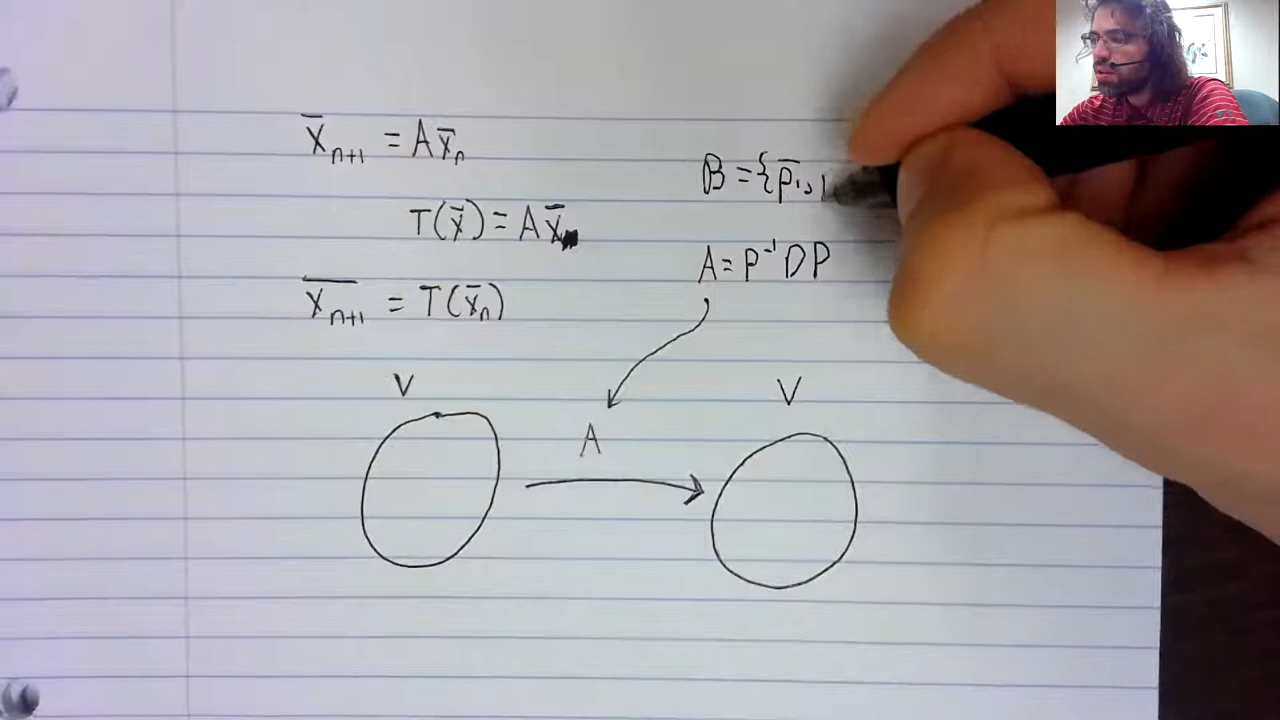 x̄ₙ₊₁ = Ax̄ₙ
B = {p̄₁,
T(x̄) = Ax̄
A = P⁻¹DP
x̄ₙ₊₁ = T(x̄ₙ)
V
V
A